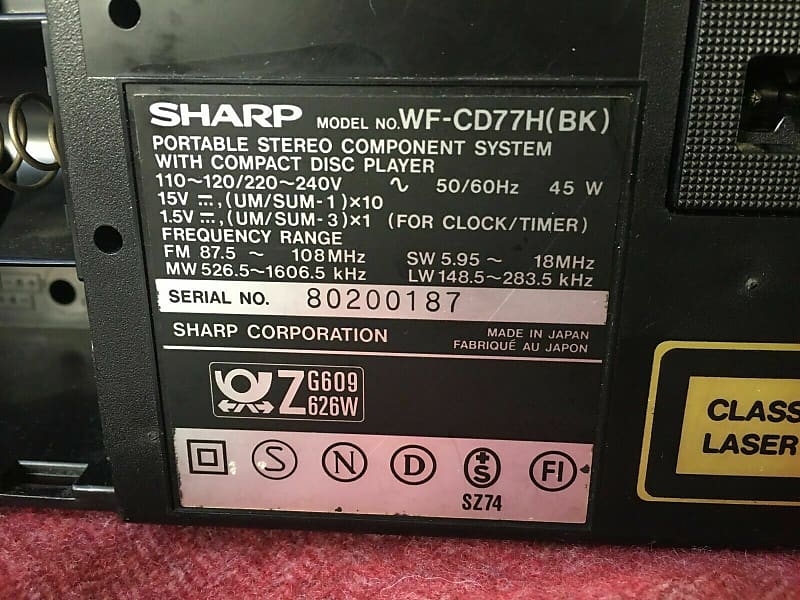 SHARP MODEL NO. WF-CD77H(BK)
PORTABLE STEREO COMPONENT SYSTEM
WITH COMPACT DISC PLAYER
110~120/220~240V ∿ 50/60Hz 45 W
15V ⎓, (UM/SUM-1)×10
1.5V ⎓, (UM/SUM-3)×1 (FOR CLOCK/TIMER)
FREQUENCY RANGE
FM 87.5 ~ 108MHz SW 5.95 ~ 18MHz
MW 526.5~1606.5 kHz LW 148.5~283.5 kHz
SERIAL NO. 80200187
SHARP CORPORATION MADE IN JAPAN
FABRIQUÉ AU JAPON
Z G609
626W
S N D +S FI
SZ74
CLASS
LASER